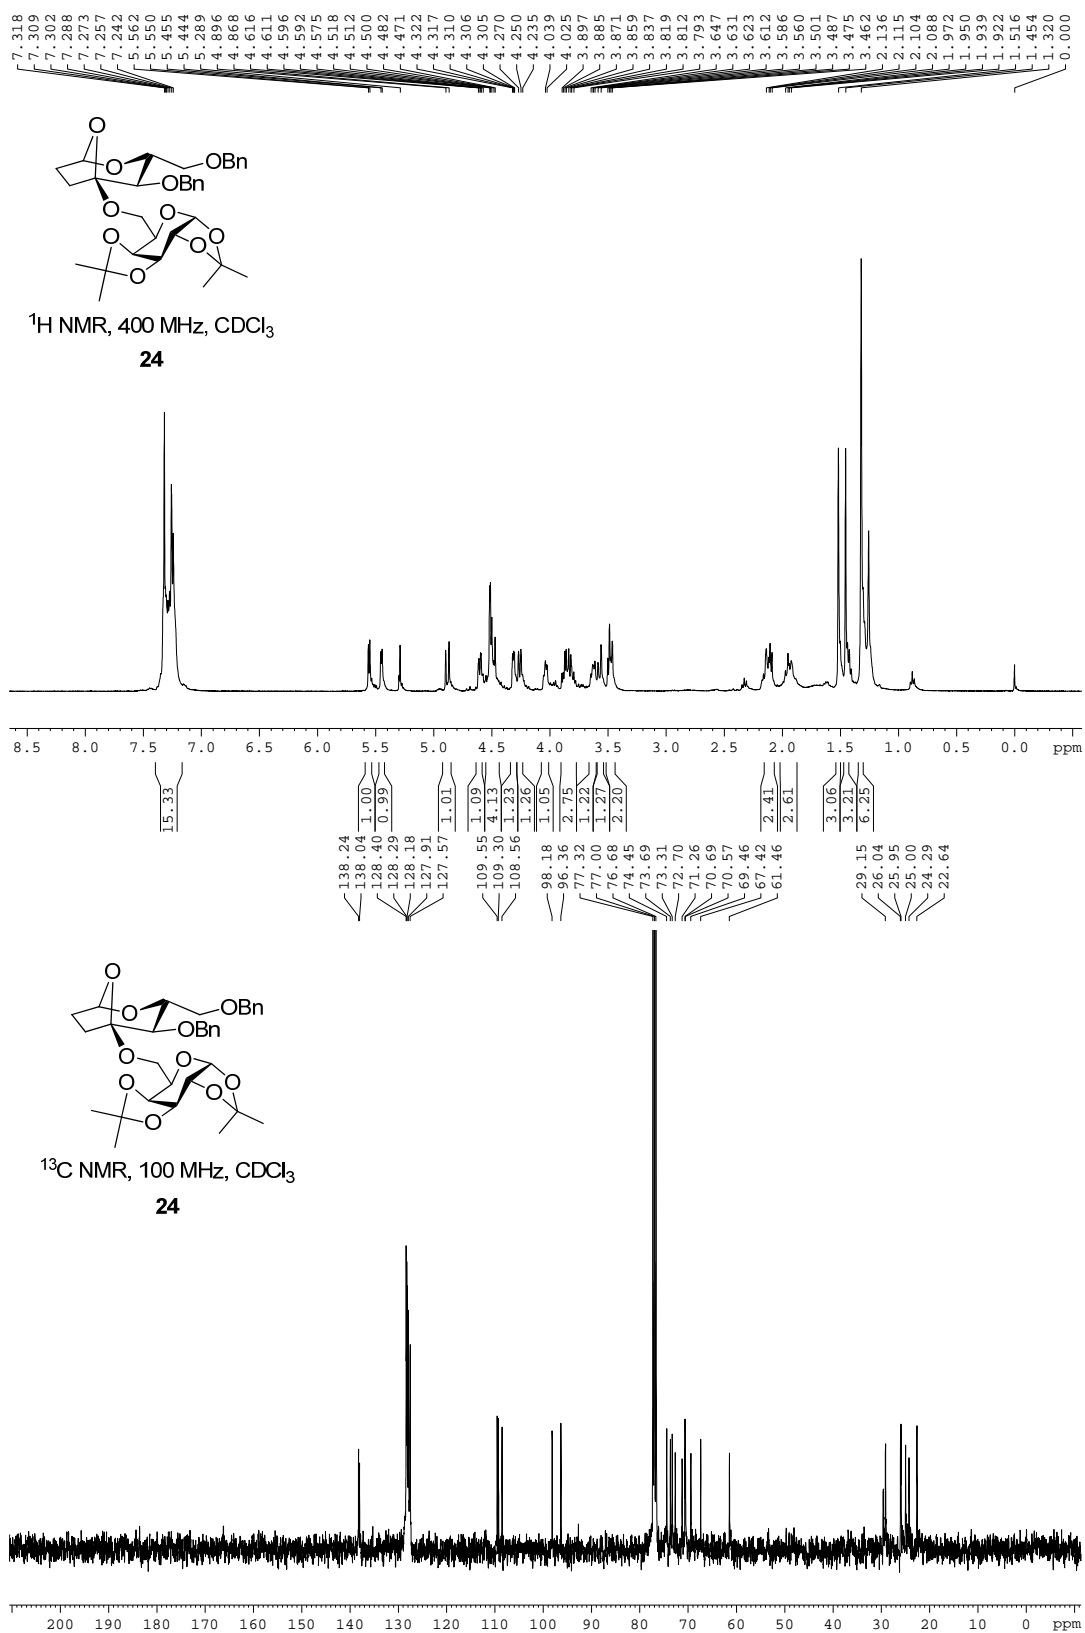 7.318 7.309 7.302 7.288 7.273 7.257 7.242 5.562 5.550 5.455 5.444 5.289 4.896 4.868 4.616 4.611 4.596 4.592 4.575 4.518 4.512 4.500 4.482 4.471 4.322 4.317 4.310 4.306 4.305 4.270 4.250 4.235 4.039 4.025 3.897 3.885 3.871 3.859 3.837 3.819 3.812 3.793 3.647 3.631 3.623 3.612 3.586 3.560 3.501 3.487 3.475 3.462 2.136 2.115 2.104 2.088 1.972 1.950 1.939 1.922 1.516 1.454 1.320 0.000
O
O
OBn
OBn
O
O
O
O
O
O
¹H NMR, 400 MHz, CDCl₃
24
8.5 8.0 7.5 7.0 6.5 6.0 5.5 5.0 4.5 4.0 3.5 3.0 2.5 2.0 1.5 1.0 0.5 0.0 ppm
15.33 1.00 0.99 1.01 1.09 4.13 1.23 1.26 1.05 2.75 1.22 1.27 2.20 2.41 2.61 3.06 3.21 6.25
138.24 138.04 128.40 128.29 128.18 127.91 127.57 109.55 109.30 108.56 98.18 96.36 77.32 77.00 76.68 74.45 73.69 73.31 72.70 71.26 70.69 70.57 69.46 67.42 61.46 29.15 26.04 25.95 25.00 24.29 22.64
O
O
OBn
OBn
O
O
O
O
O
O
¹³C NMR, 100 MHz, CDCl₃
24
200 190 180 170 160 150 140 130 120 110 100 90 80 70 60 50 40 30 20 10 0 ppm